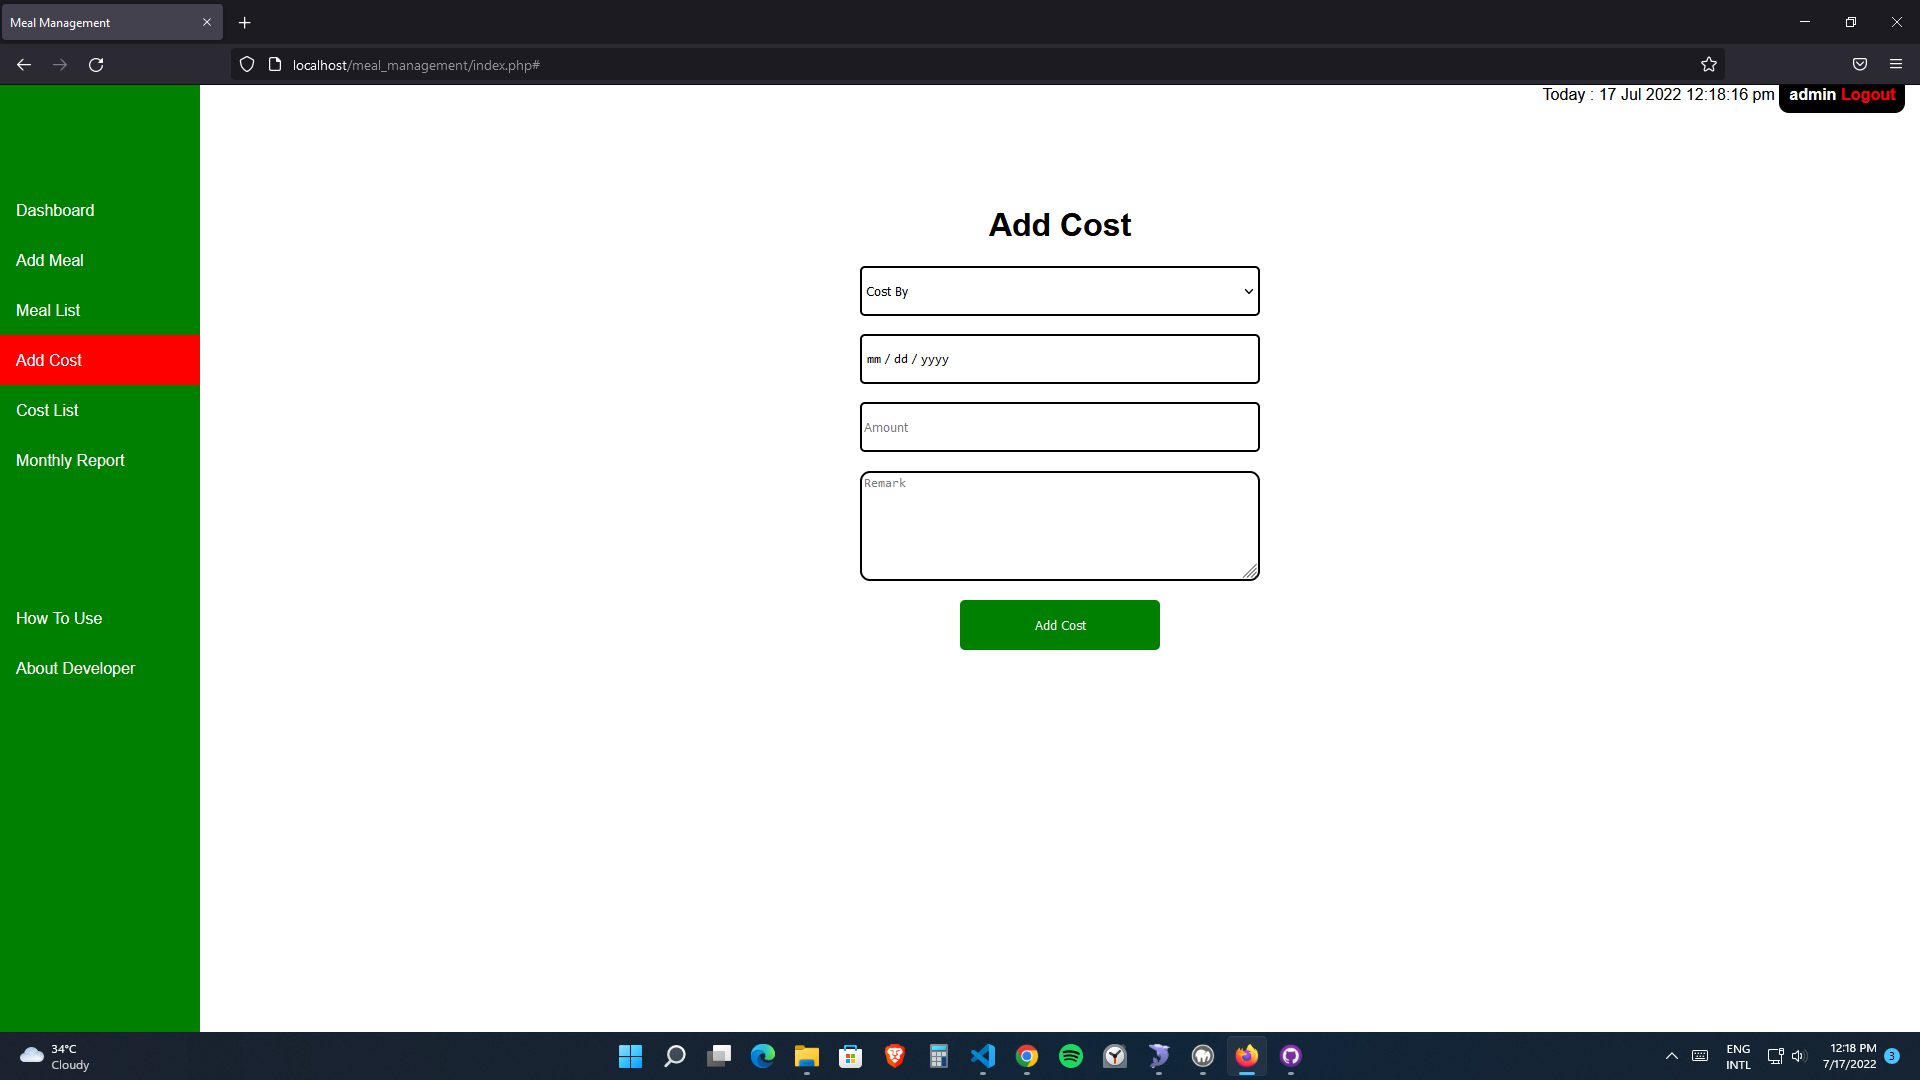 Meal Management
localhost/meal_management/index.php#
Today : 17 Jul 2022 12:18:16 pm admin Logout
Dashboard
Add Meal
Meal List
Add Cost
Cost List
Monthly Report
How To Use
About Developer
Add Cost
Cost By
mm / dd / yyyy
Amount
Remark
Add Cost
34°C
Cloudy
ENG
INTL
12:18 PM
7/17/2022
3